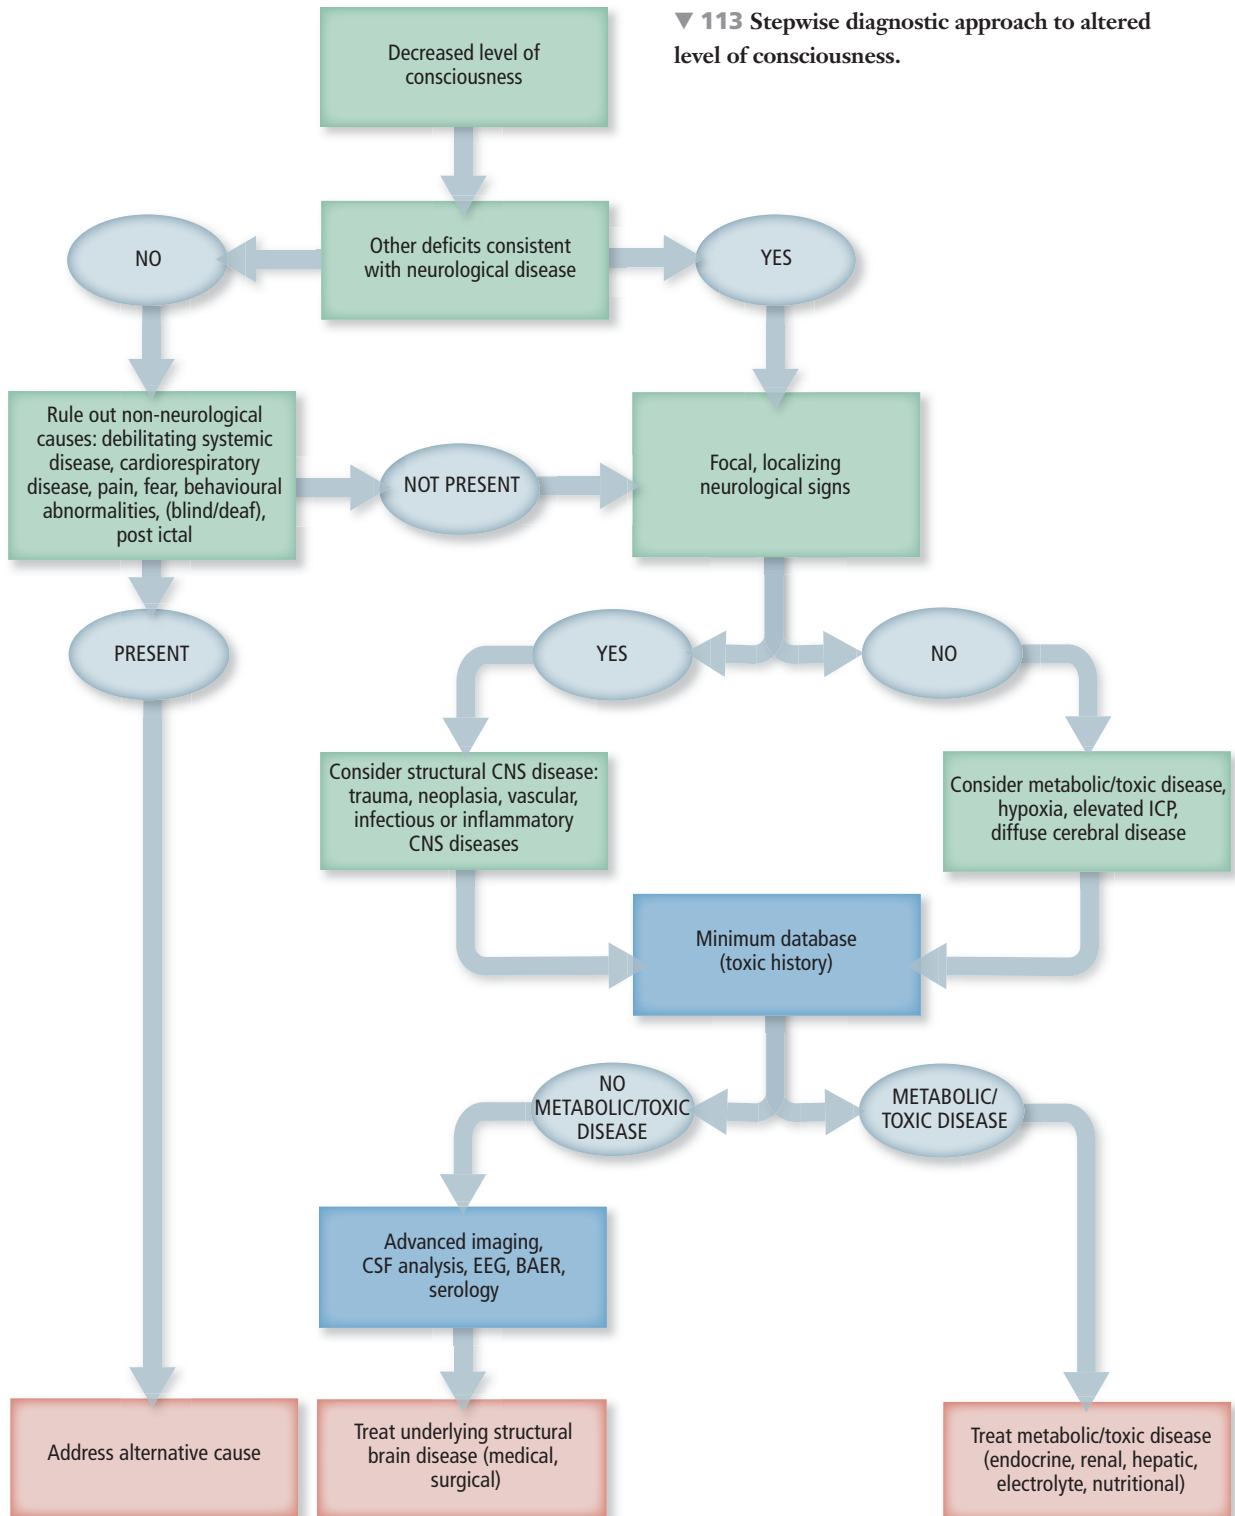 ▼ 113 Stepwise diagnostic approach to altered
level of consciousness.
Decreased level of
consciousness
Other deficits consistent
with neurological disease
NO
YES
Rule out non-neurological
causes: debilitating systemic
disease, cardiorespiratory
disease, pain, fear, behavioural
abnormalities, (blind/deaf),
post ictal
NOT PRESENT
Focal, localizing
neurological signs
PRESENT
YES
NO
Consider structural CNS disease:
trauma, neoplasia, vascular,
infectious or inflammatory
CNS diseases
Consider metabolic/toxic disease,
hypoxia, elevated ICP,
diffuse cerebral disease
Minimum database
(toxic history)
NO
METABOLIC/TOXIC
DISEASE
METABOLIC/
TOXIC DISEASE
Advanced imaging,
CSF analysis, EEG, BAER,
serology
Address alternative cause
Treat underlying structural
brain disease (medical,
surgical)
Treat metabolic/toxic disease
(endocrine, renal, hepatic,
electrolyte, nutritional)